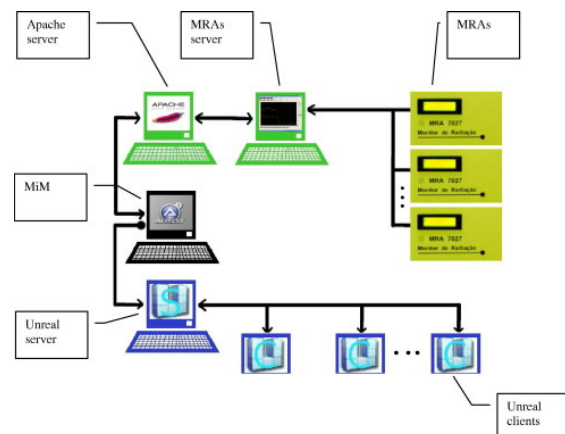 Apache
server
MRAs
server
MRAs
APACHE
MRA 7027
Monitor de Radiação
MRA 7027
Monitor de Radiação
MRA 7027
Monitor de Radiação
MiM
Unreal
server
S
C
C
C
Unreal
clients